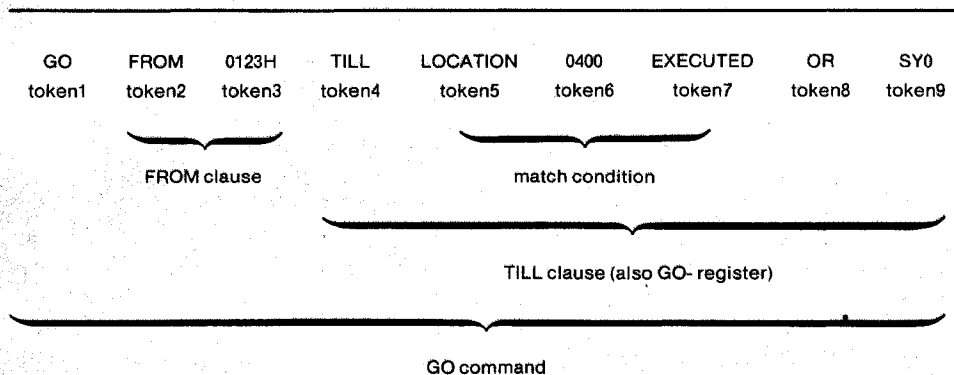 GO FROM 0123H TILL LOCATION 0400 EXECUTED OR SY0
token1 token2 token3 token4 token5 token6 token7 token8 token9
FROM clause match condition
TILL clause (also GO- register)
GO command